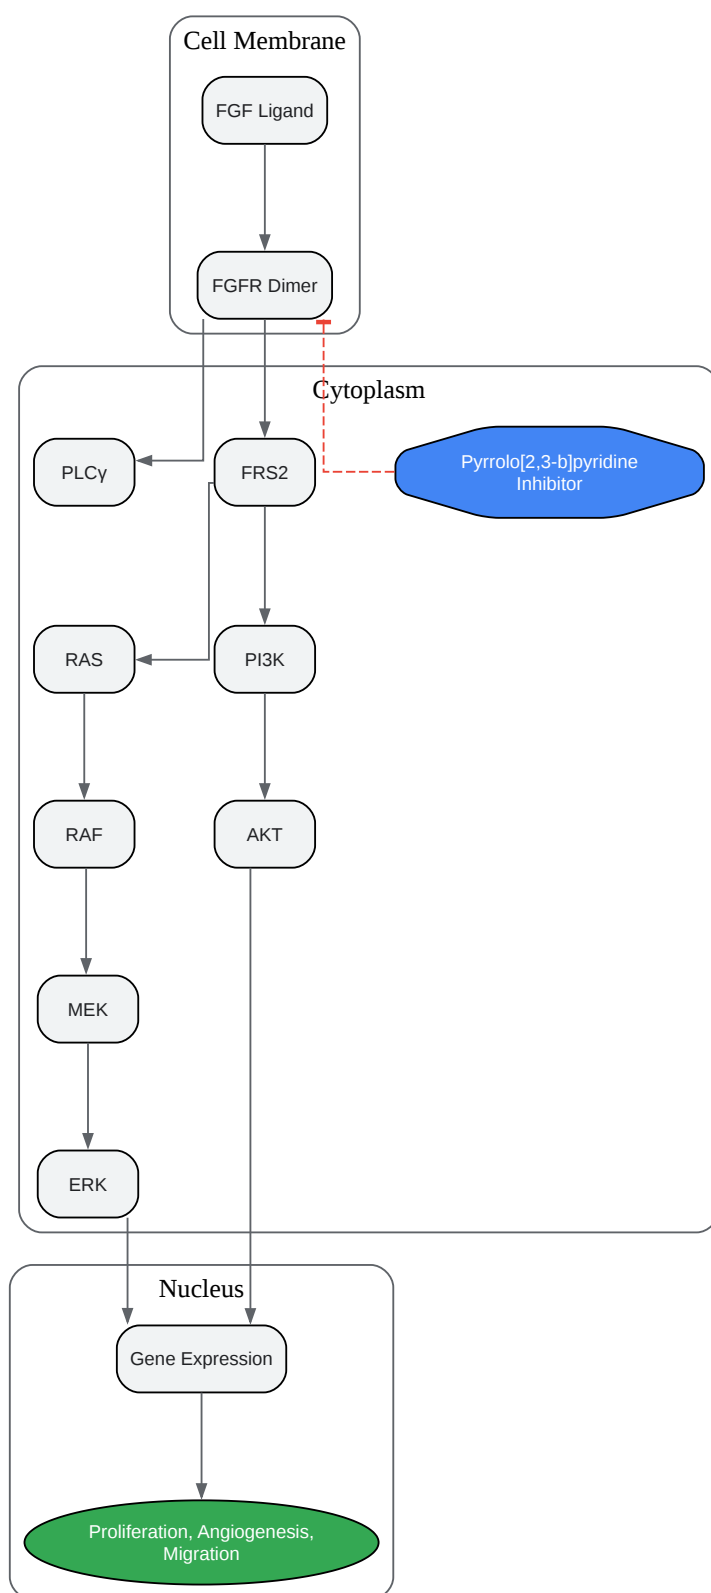 Cell Membrane
FGF Ligand
FGFR Dimer
Cytoplasm
PLCγ
FRS2
Pyrrolo[2,3-b]pyridine
Inhibitor
RAS
PI3K
RAF
AKT
MEK
ERK
Nucleus
Gene Expression
Proliferation, Angiogenesis,
Migration